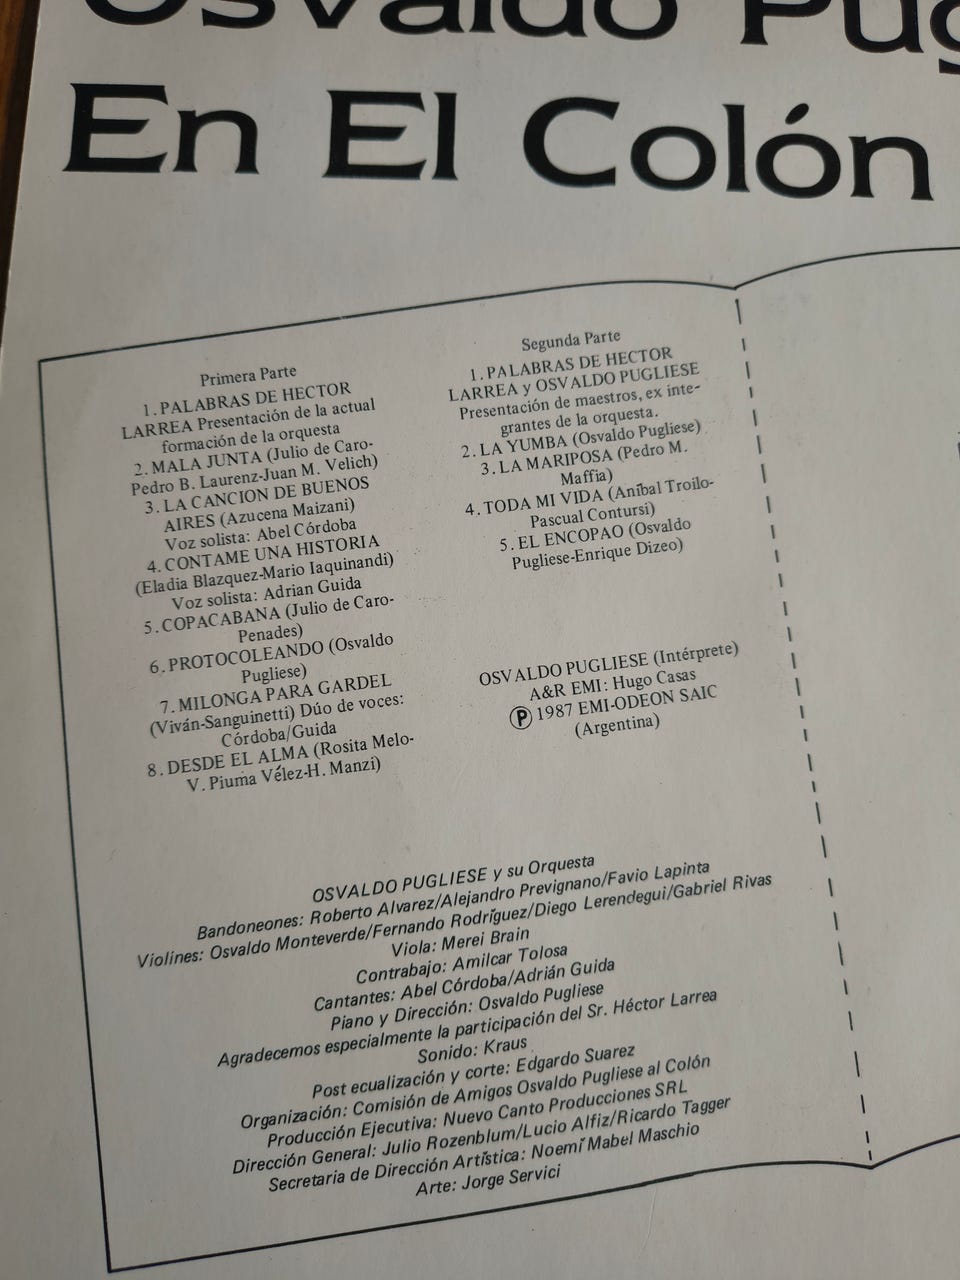 Osvaldo
En El Colón
Primera Parte
1. PALABRAS DE HECTOR
LARREA Presentación de la actual
formación de la orquesta
2. MALA JUNTA (Julio de Caro-
Pedro B. Laurenz-Juan M. Velich)
3. LA CANCION DE BUENOS
AIRES (Azucena Maizani)
Voz solista: Abel Córdoba
4. CONTAME UNA HISTORIA
(Eladia Blazquez-Mario Iaquinandi)
Voz solista: Adrian Guida
5. COPACABANA (Julio de Caro-
Penades)
6. PROTOCOLEANDO (Osvaldo
Pugliese)
7. MILONGA PARA GARDEL
(Viván-Sanguinetti) Dúo de voces:
Córdoba/Guida
8. DESDE EL ALMA (Rosita Melo-
V. Piuma Vélez-H. Manzi)
Segunda Parte
1. PALABRAS DE HECTOR
LARREA y OSVALDO PUGLIESE
Presentación de maestros, ex inte-
grantes de la orquesta.
2. LA YUMBA (Osvaldo Pugliese)
3. LA MARIPOSA (Pedro M.
Maffia)
4. TODA MI VIDA (Aníbal Troilo-
Pascual Contursi)
5. EL ENCOPAO (Osvaldo
Pugliese-Enrique Dizeo)
OSVALDO PUGLIESE (Intérprete)
A&R EMI: Hugo Casas
Ⓟ 1987 EMI-ODEON SAIC
(Argentina)
OSVALDO PUGLIESE y su Orquesta
Bandoneones: Roberto Alvarez/Alejandro Prevignano/Favio Lapinta
Violines: Osvaldo Monteverde/Fernando Rodríguez/Diego Lerendegui/Gabriel Rivas
Viola: Merei Brain
Contrabajo: Amilcar Tolosa
Cantantes: Abel Córdoba/Adrián Guida
Piano y Dirección: Osvaldo Pugliese
Agradecemos especialmente la participación del Sr. Héctor Larrea
Sonido: Kraus
Post ecualización y corte: Edgardo Suarez
Organización: Comisión de Amigos Osvaldo Pugliese al Colón
Producción Ejecutiva: Nuevo Canto Producciones SRL
Dirección General: Julio Rozenblum/Lucio Alfiz/Ricardo Tagger
Secretaria de Dirección Artística: Noemí Mabel Maschio
Arte: Jorge Servici